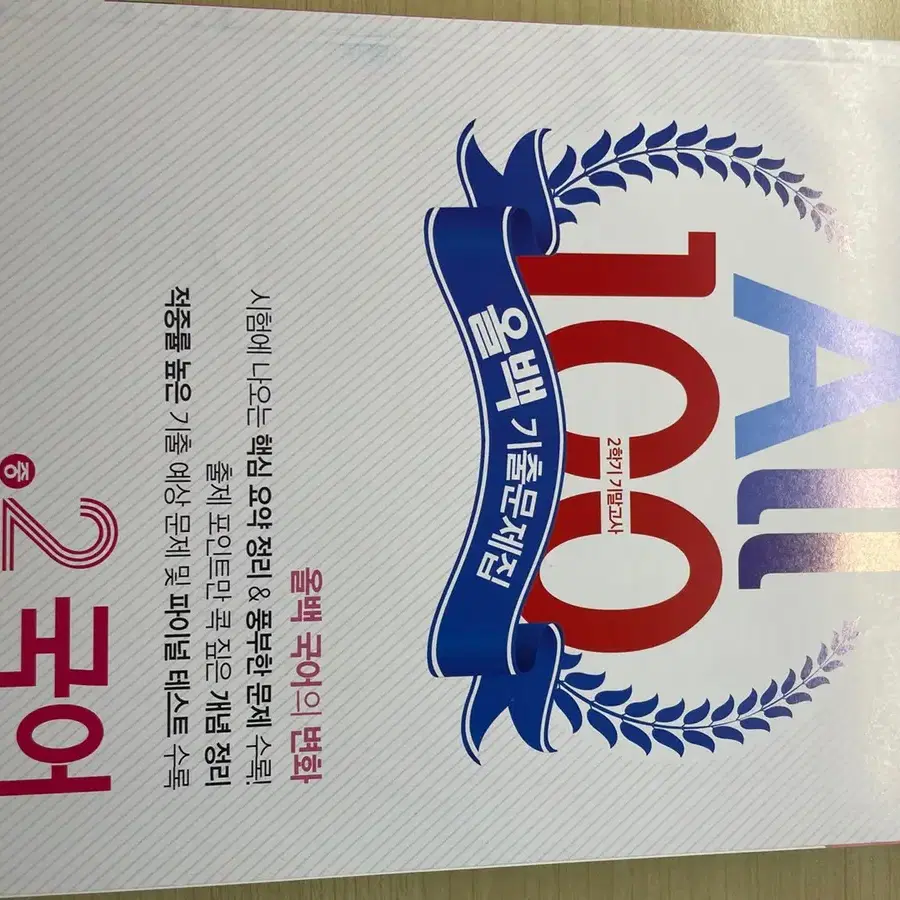 All
100
2학기 기말고사
올백 기출문제집
올백 국어의 변화
시험에 나오는 핵심 요약 정리 & 풍부한 문제 수록!
출제 포인트만 콕 짚은 개념 정리
적중률 높은 기출 예상 문제 및 파이널 테스트 수록
중2 국어